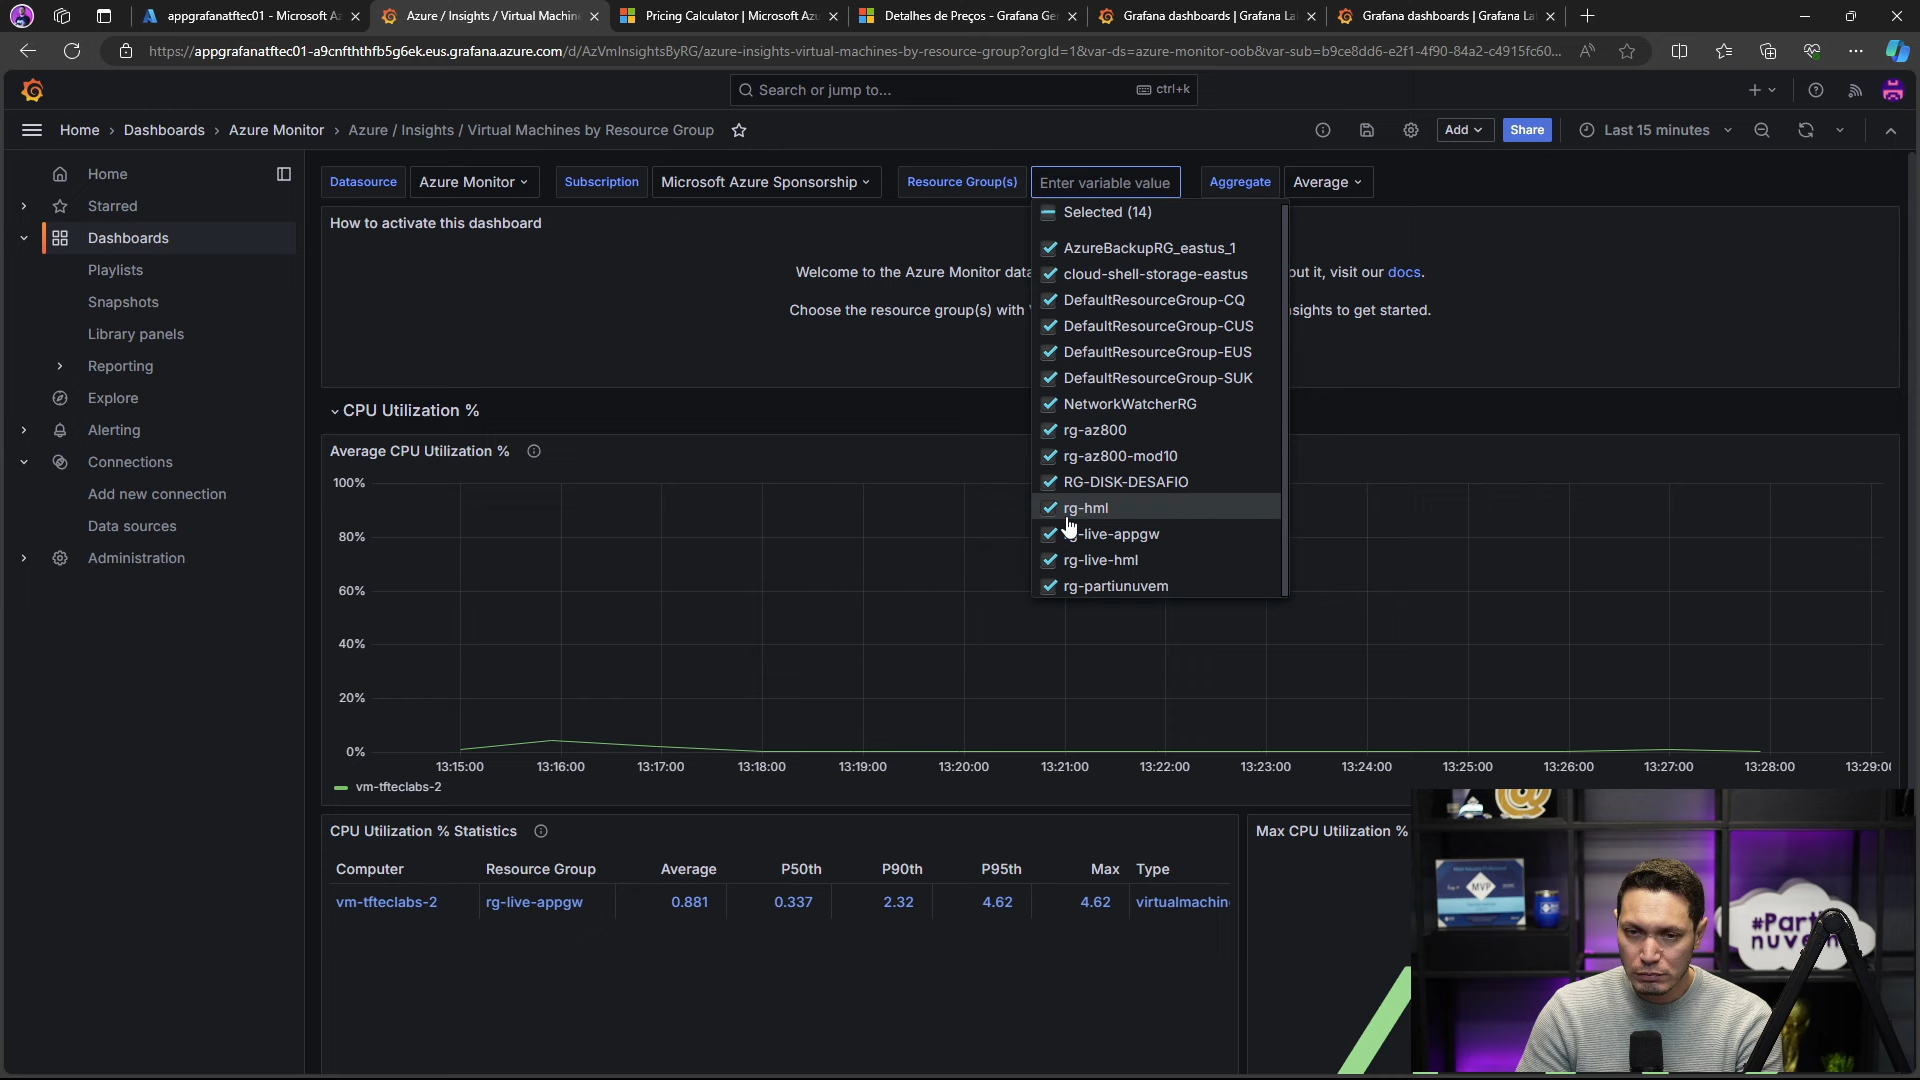 appgrafanatftec01 - Microsoft Az
Azure / Insights / Virtual Machin
Pricing Calculator | Microsoft Azu
Detalhes de Preços - Grafana Ger
Grafana dashboards | Grafana La
Grafana dashboards | Grafana La
https://appgrafanatftec01-a9cnfththfb5g6ek.eus.grafana.azure.com/d/AzVmInsightsByRG/azure-insights-virtual-machines-by-resource-group?orgId=1&var-ds=azure-monitor-oob&var-sub=b9ce8dd6-e2f1-4f90-84a2-c4915fc60...
Search or jump to... ctrl+k
Home > Dashboards > Azure Monitor > Azure / Insights / Virtual Machines by Resource Group
Add Share Last 15 minutes
Home
Starred
Dashboards
Playlists
Snapshots
Library panels
Reporting
Explore
Alerting
Connections
Add new connection
Data sources
Administration
Datasource Azure Monitor Subscription Microsoft Azure Sponsorship Resource Group(s) Enter variable value Aggregate Average
Selected (14)
AzureBackupRG_eastus_1
cloud-shell-storage-eastus
DefaultResourceGroup-CQ
DefaultResourceGroup-CUS
DefaultResourceGroup-EUS
DefaultResourceGroup-SUK
NetworkWatcherRG
rg-az800
rg-az800-mod10
RG-DISK-DESAFIO
rg-hml
-live-appgw
rg-live-hml
rg-partiunuvem
How to activate this dashboard
Welcome to the Azure Monitor data out it, visit our docs.
Choose the resource group(s) with sights to get started.
CPU Utilization %
Average CPU Utilization %
100%
80%
60%
40%
20%
0%
13:15:00 13:16:00 13:17:00 13:18:00 13:19:00 13:20:00 13:21:00 13:22:00 13:23:00 13:24:00 13:25:00 13:26:00 13:27:00 13:28:00 13:29:00
vm-tfteclabs-2
CPU Utilization % Statistics
Computer Resource Group Average P50th P90th P95th Max Type
vm-tfteclabs-2 rg-live-appgw 0.881 0.337 2.32 4.62 4.62 virtualmachin
Max CPU Utilization %
MVP
#Parti
nuvem